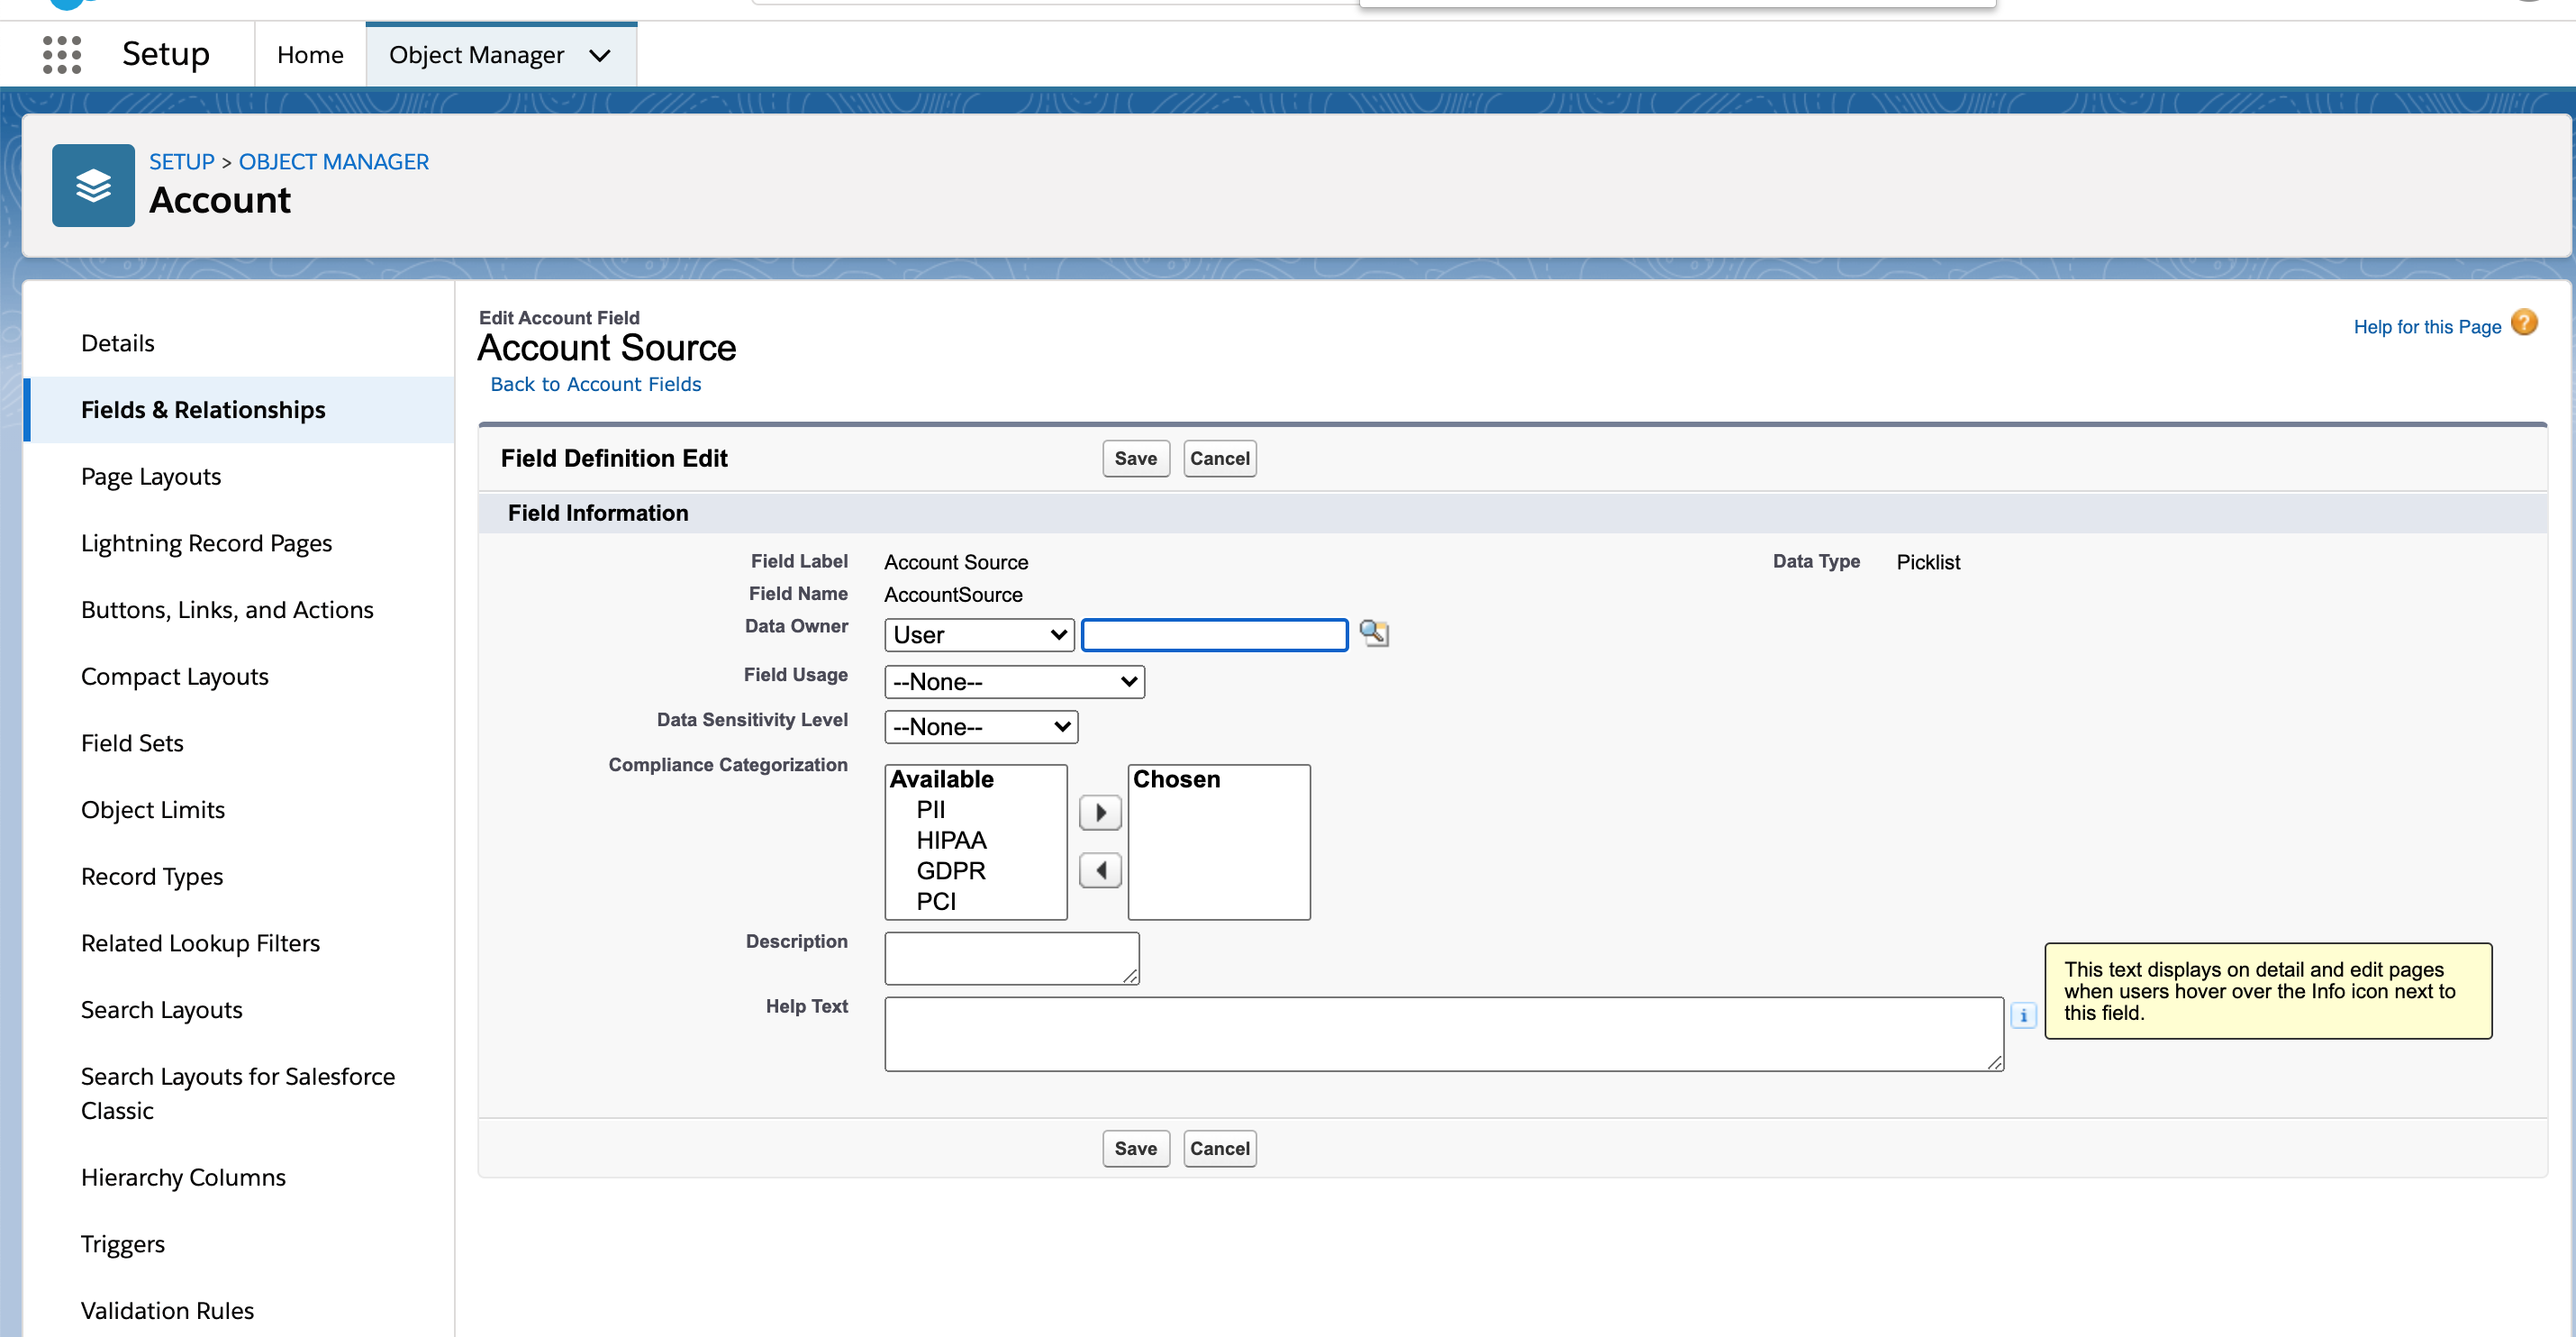 Setup
Home
Object Manager
SETUP > OBJECT MANAGER
Account
Details
Fields & Relationships
Page Layouts
Lightning Record Pages
Buttons, Links, and Actions
Compact Layouts
Field Sets
Object Limits
Record Types
Related Lookup Filters
Search Layouts
Search Layouts for Salesforce
Classic
Hierarchy Columns
Triggers
Validation Rules
Edit Account Field
Account Source
Back to Account Fields
Help for this Page ?
Field Definition Edit
Save
Cancel
Field Information
Field Label Account Source
Data Type Picklist
Field Name AccountSource
Data Owner User
Field Usage --None--
Data Sensitivity Level --None--
Compliance Categorization
Available
PII
HIPAA
GDPR
PCI
Chosen
Description
Help Text
i
This text displays on detail and edit pages
when users hover over the Info icon next to
this field.
Save
Cancel